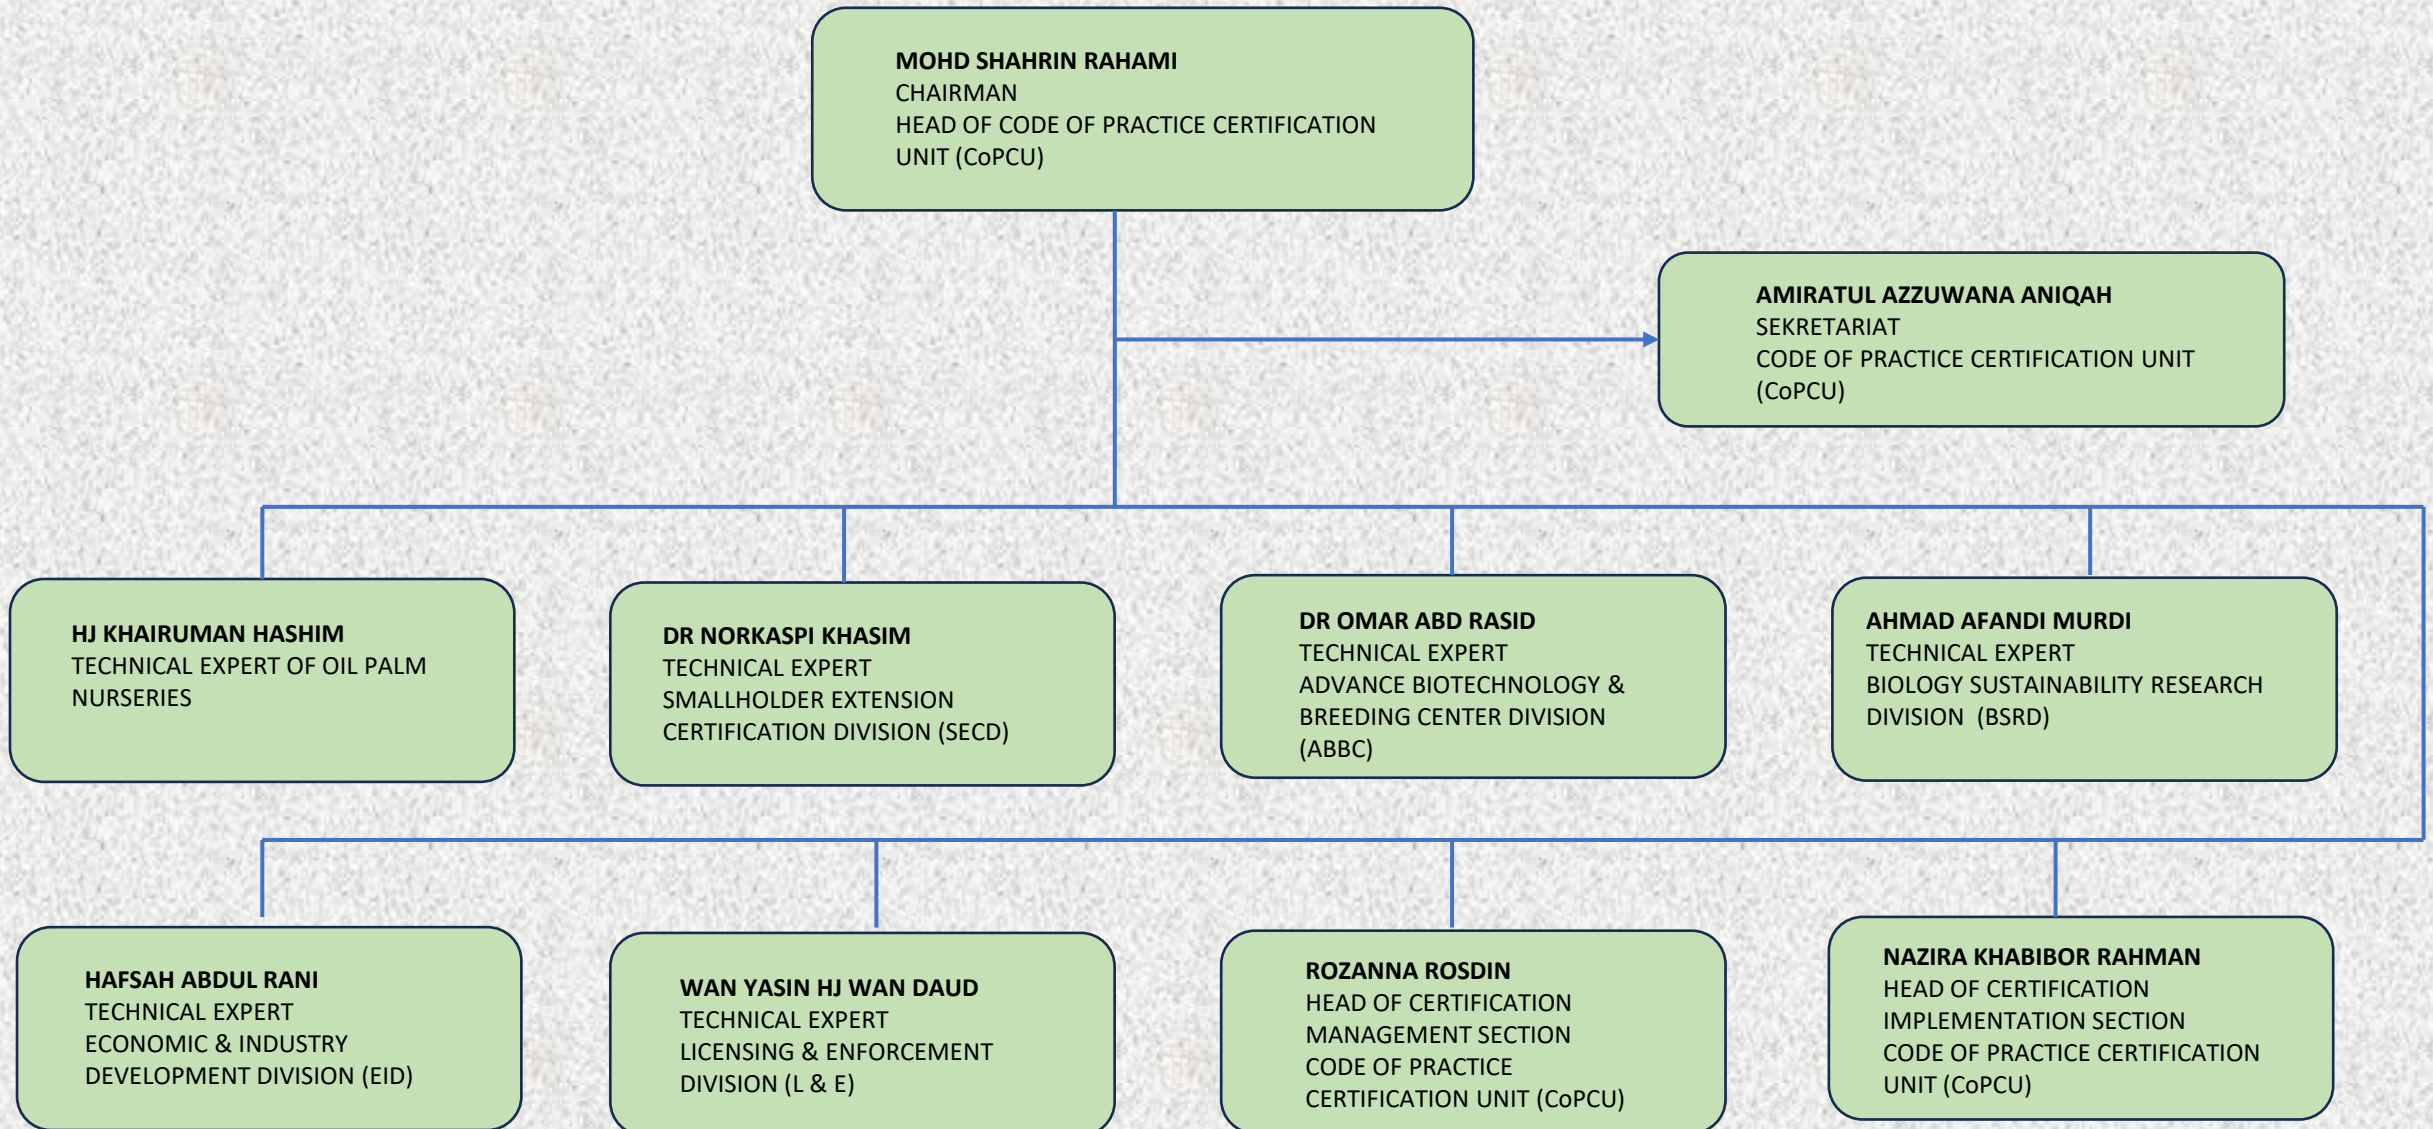 MOHD SHAHRIN RAHAMI
CHAIRMAN
HEAD OF CODE OF PRACTICE CERTIFICATION
UNIT (CoPCU)
AMIRATUL AZZUWANA ANIQAH
SEKRETARIAT
CODE OF PRACTICE CERTIFICATION UNIT
(CoPCU)
HJ KHAIRUMAN HASHIM
TECHNICAL EXPERT OF OIL PALM
NURSERIES
DR NORKASPI KHASIM
TECHNICAL EXPERT
SMALLHOLDER EXTENSION
CERTIFICATION DIVISION (SECD)
DR OMAR ABD RASID
TECHNICAL EXPERT
ADVANCE BIOTECHNOLOGY &
BREEDING CENTER DIVISION
(ABBC)
AHMAD AFANDI MURDI
TECHNICAL EXPERT
BIOLOGY SUSTAINABILITY RESEARCH
DIVISION (BSRD)
HAFSAH ABDUL RANI
TECHNICAL EXPERT
ECONOMIC & INDUSTRY
DEVELOPMENT DIVISION (EID)
WAN YASIN HJ WAN DAUD
TECHNICAL EXPERT
LICENSING & ENFORCEMENT
DIVISION (L & E)
ROZANNA ROSDIN
HEAD OF CERTIFICATION
MANAGEMENT SECTION
CODE OF PRACTICE
CERTIFICATION UNIT (CoPCU)
NAZIRA KHABIBOR RAHMAN
HEAD OF CERTIFICATION
IMPLEMENTATION SECTION
CODE OF PRACTICE CERTIFICATION
UNIT (CoPCU)